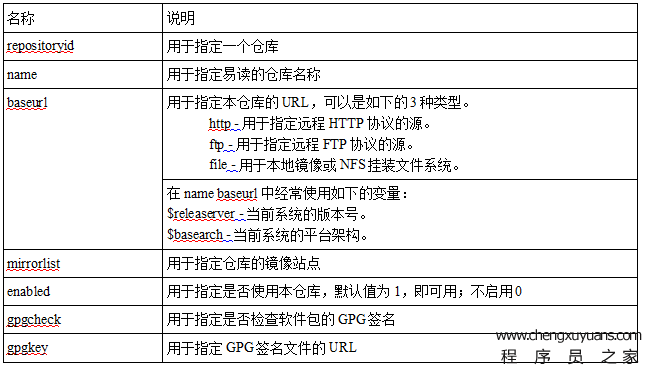 名称 说明
repositoryid 用于指定一个仓库
name 用于指定易读的仓库名称
baseurl 用于指定本仓库的 URL，可以是如下的 3 种类型。
http - 用于指定远程 HTTP 协议的源。
ftp - 用于指定远程 FTP 协议的源。
file - 用于本地镜像或 NFS 挂装文件系统。
在 name baseurl 中经常使用如下的变量：
$releaserver - 当前系统的版本号。
$basearch - 当前系统的平台架构。
mirrorlist 用于指定仓库的镜像站点
enabled 用于指定是否使用本仓库，默认值为 1，即可用；不启用 0
gpgcheck 用于指定是否检查软件包的 GPG 签名
gpgkey 用于指定 GPG 签名文件的 URL
www.chengxuyuans.com
程序员之家